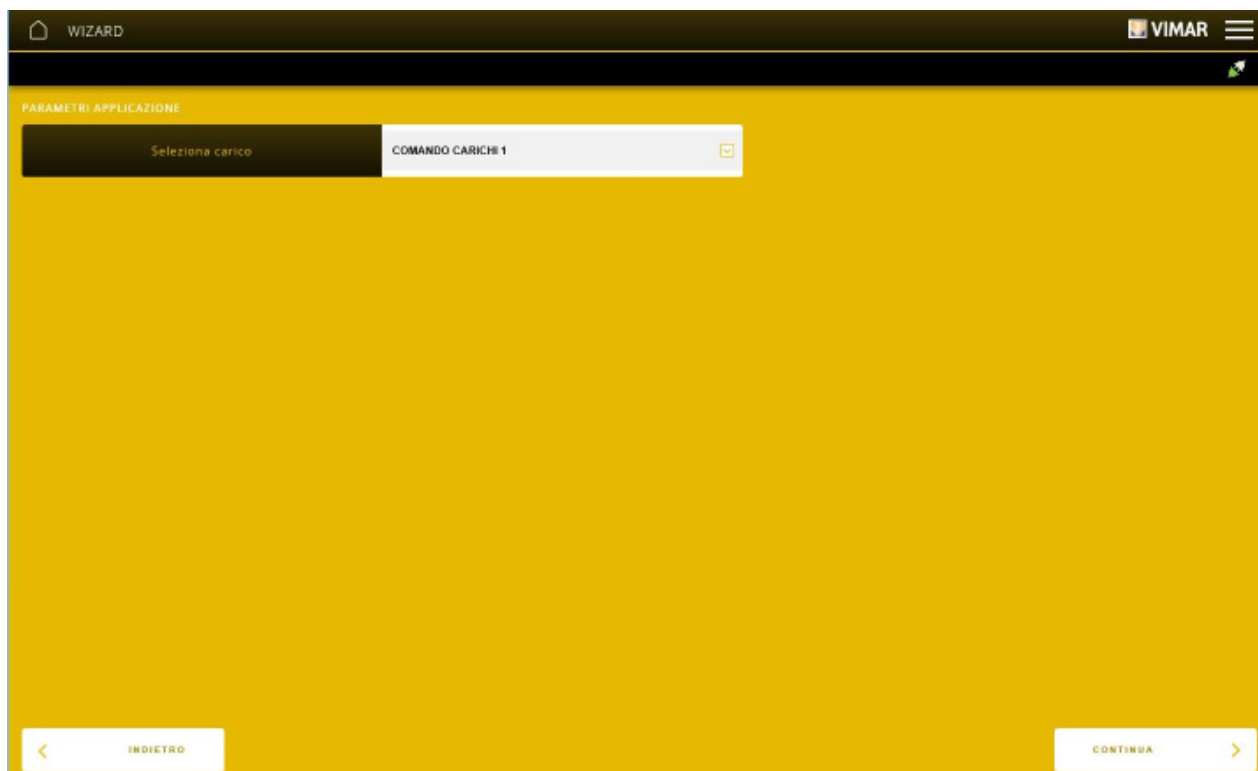 WIZARD
VIMAR
PARAMETRI APPLICAZIONE
Seleziona carico
COMANDO CARICHI 1
INDIETRO
CONTINUA